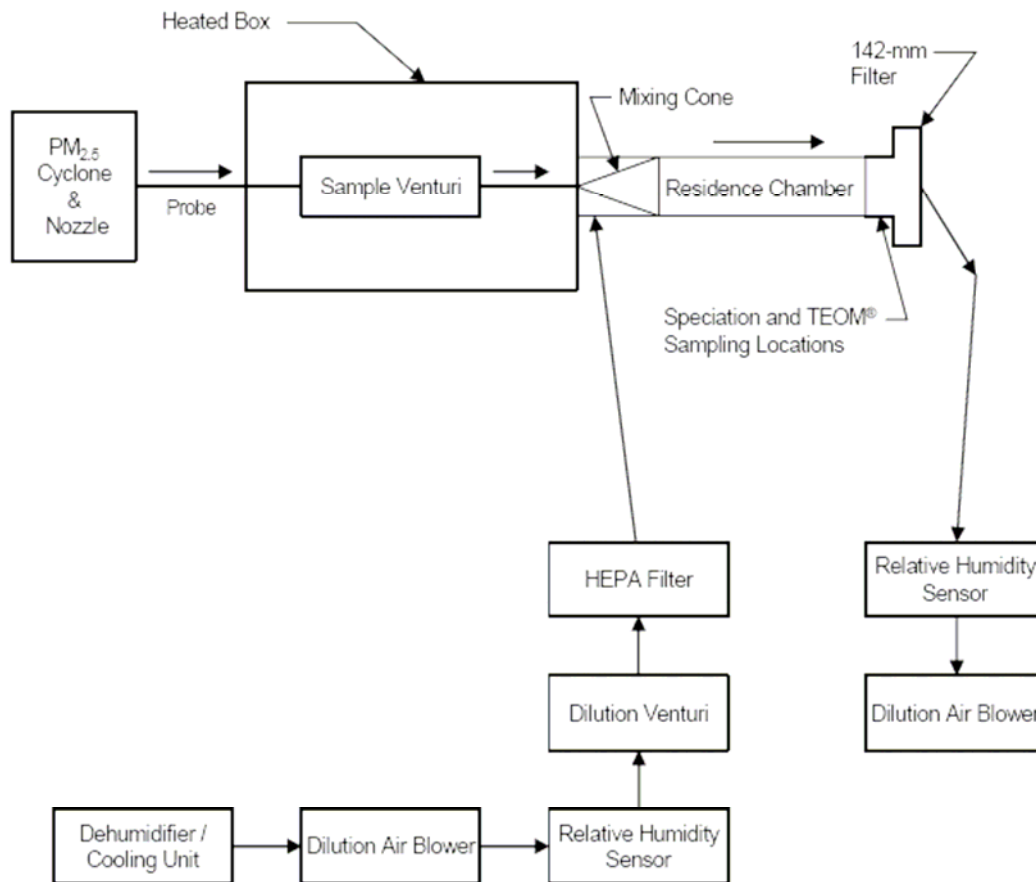 Heated Box
142-mm
Filter
Mixing Cone
PM2.5
Cyclone
&
Nozzle
Probe
Sample Venturi
Residence Chamber
Speciation and TEOM®
Sampling Locations
HEPA Filter
Relative Humidity
Sensor
Dilution Venturi
Dilution Air Blower
Dehumidifier /
Cooling Unit
Dilution Air Blower
Relative Humidity
Sensor